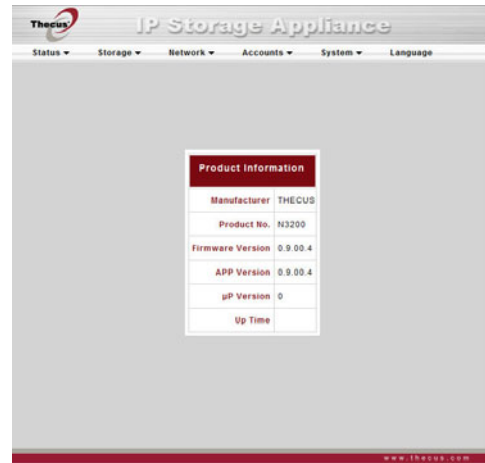 Thecus
IP Storage Appliance
Status Storage Network Accounts System Language
Product Information
Manufacturer THECUS
Product No. N3200
Firmware Version 0.9.00.4
APP Version 0.9.00.4
µP Version 0
Up Time
www.thecus.com